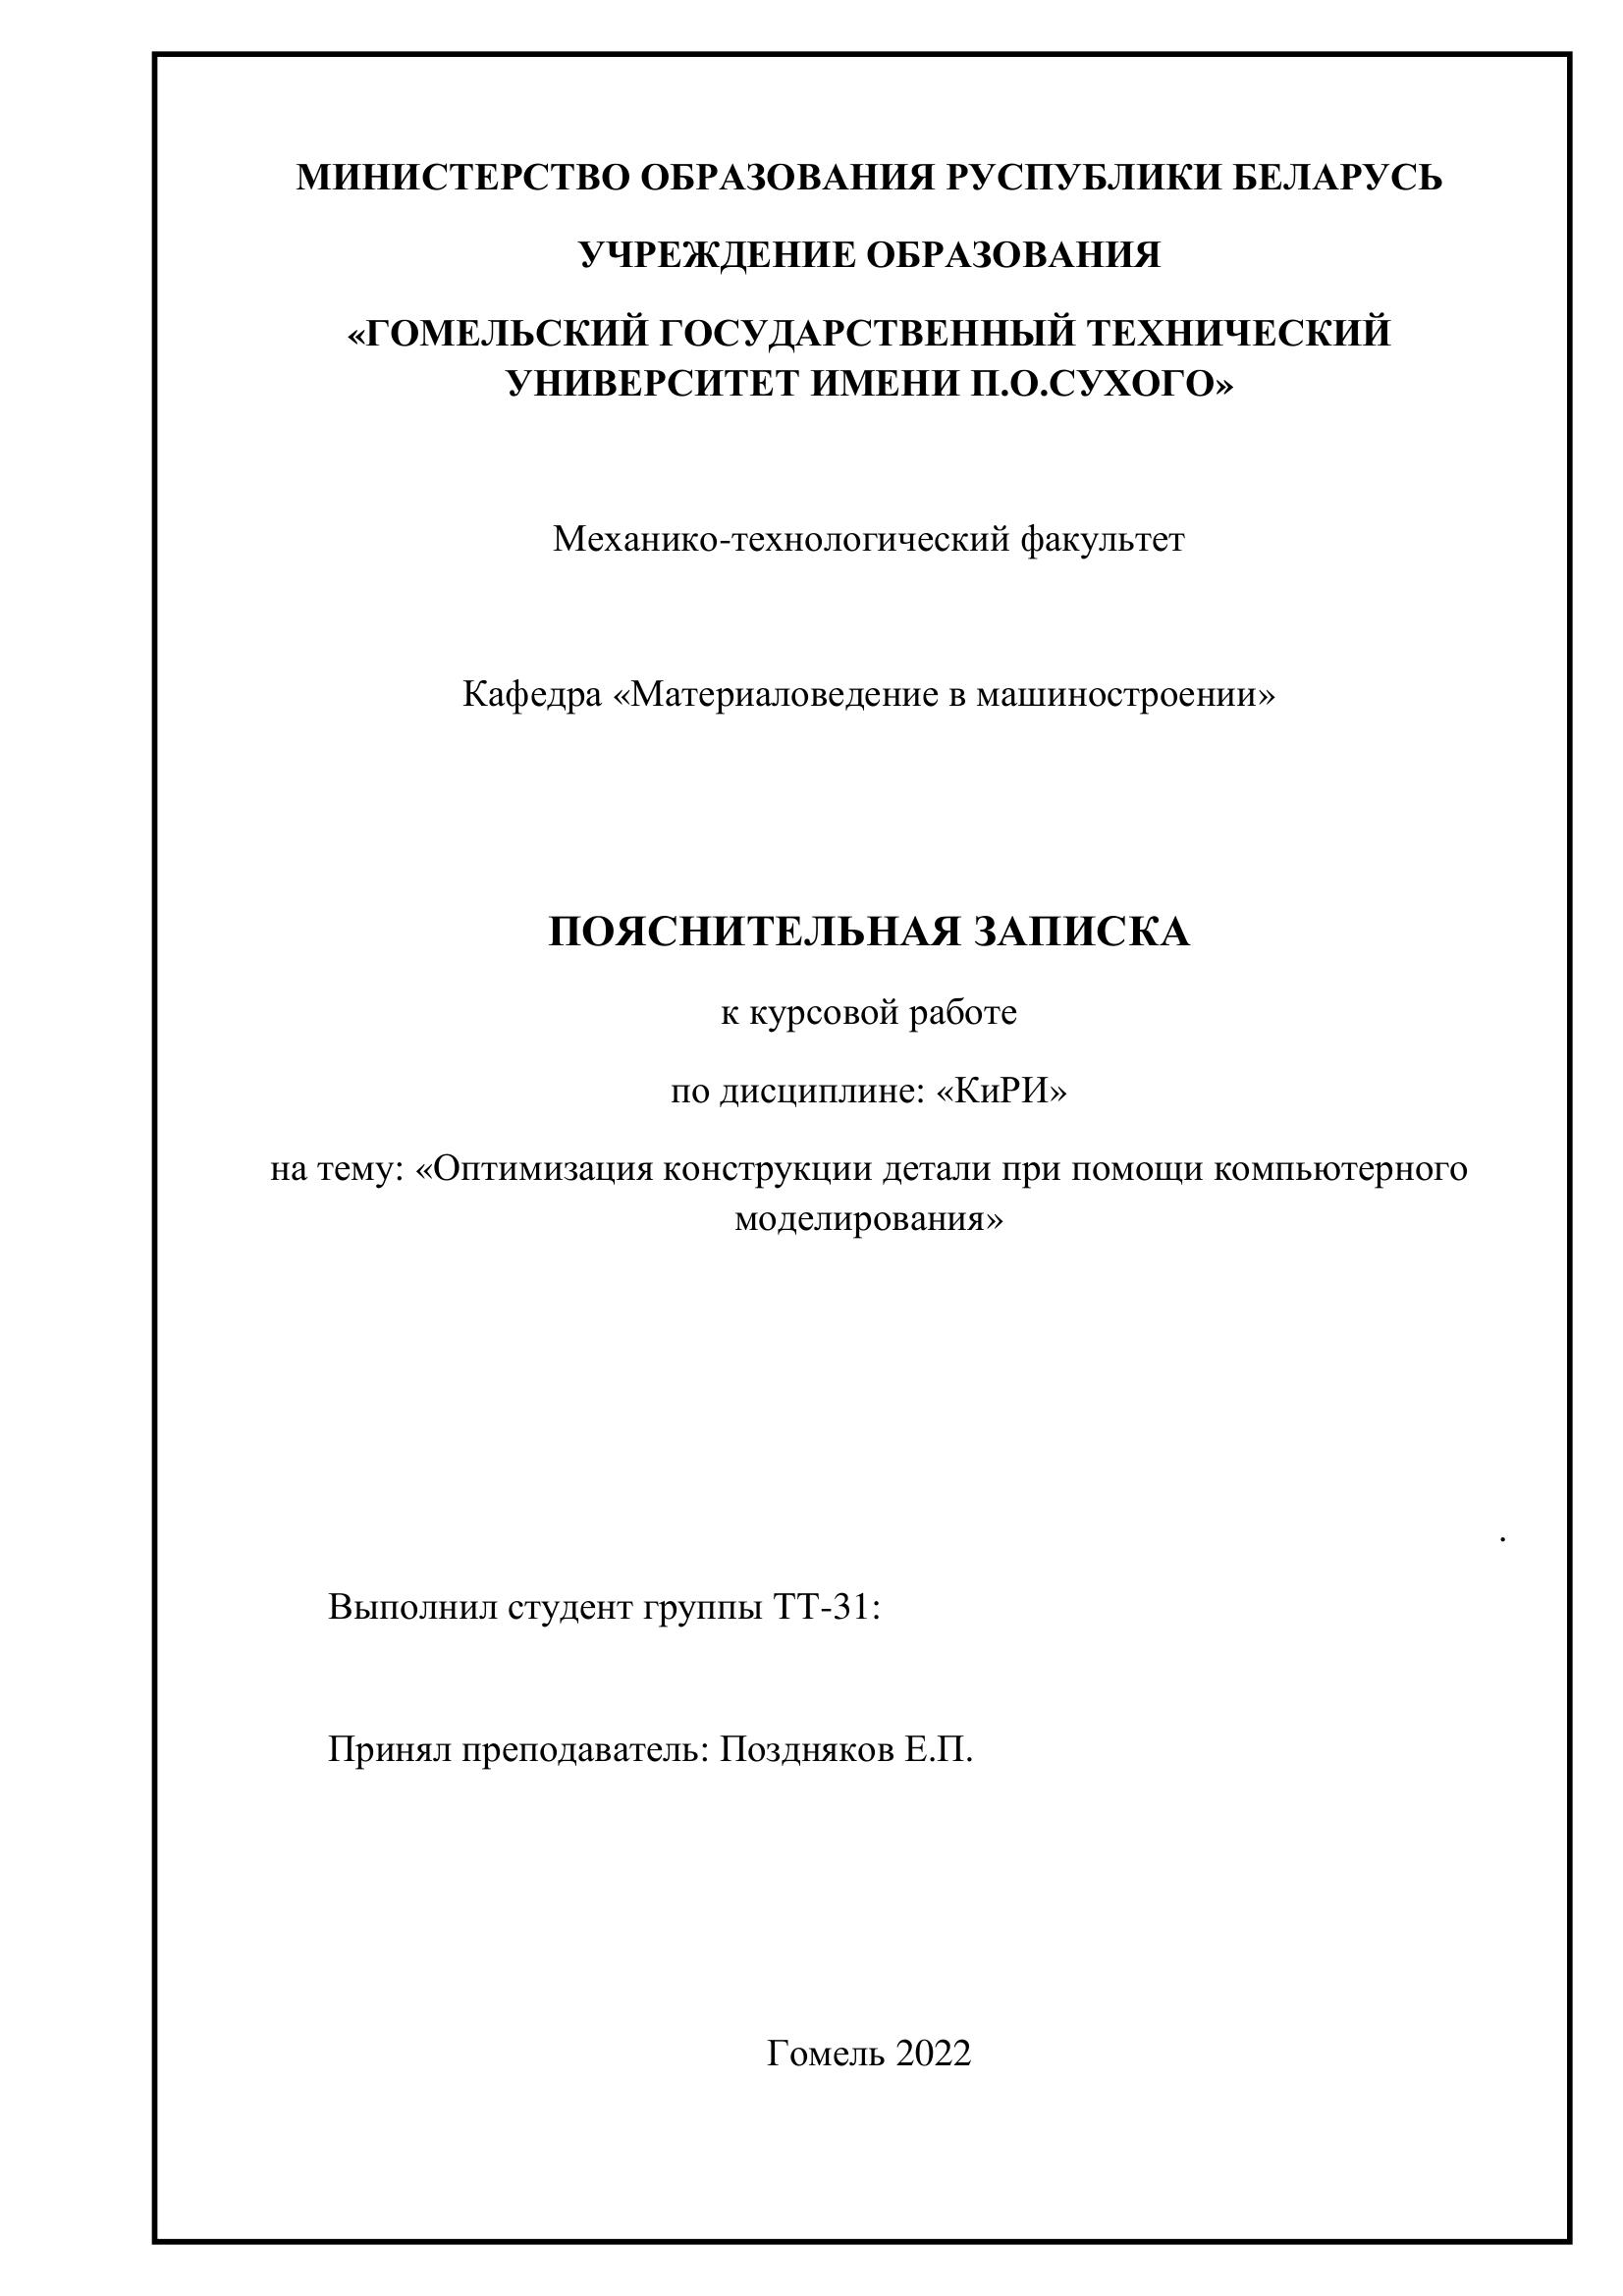 МИНИСТЕРСТВО ОБРАЗОВАНИЯ РУСПУБЛИКИ БЕЛАРУСЬ
УЧРЕЖДЕНИЕ ОБРАЗОВАНИЯ
«ГОМЕЛЬСКИЙ ГОСУДАРСТВЕННЫЙ ТЕХНИЧЕСКИЙ
УНИВЕРСИТЕТ ИМЕНИ П.О.СУХОГО»
Механико-технологический факультет
Кафедра «Материаловедение в машиностроении»
ПОЯСНИТЕЛЬНАЯ ЗАПИСКА
к курсовой работе
по дисциплине: «КиРИ»
на тему: «Оптимизация конструкции детали при помощи компьютерного
моделирования»
.
Выполнил студент группы ТТ-31:
Принял преподаватель: Поздняков Е.П.
Гомель 2022